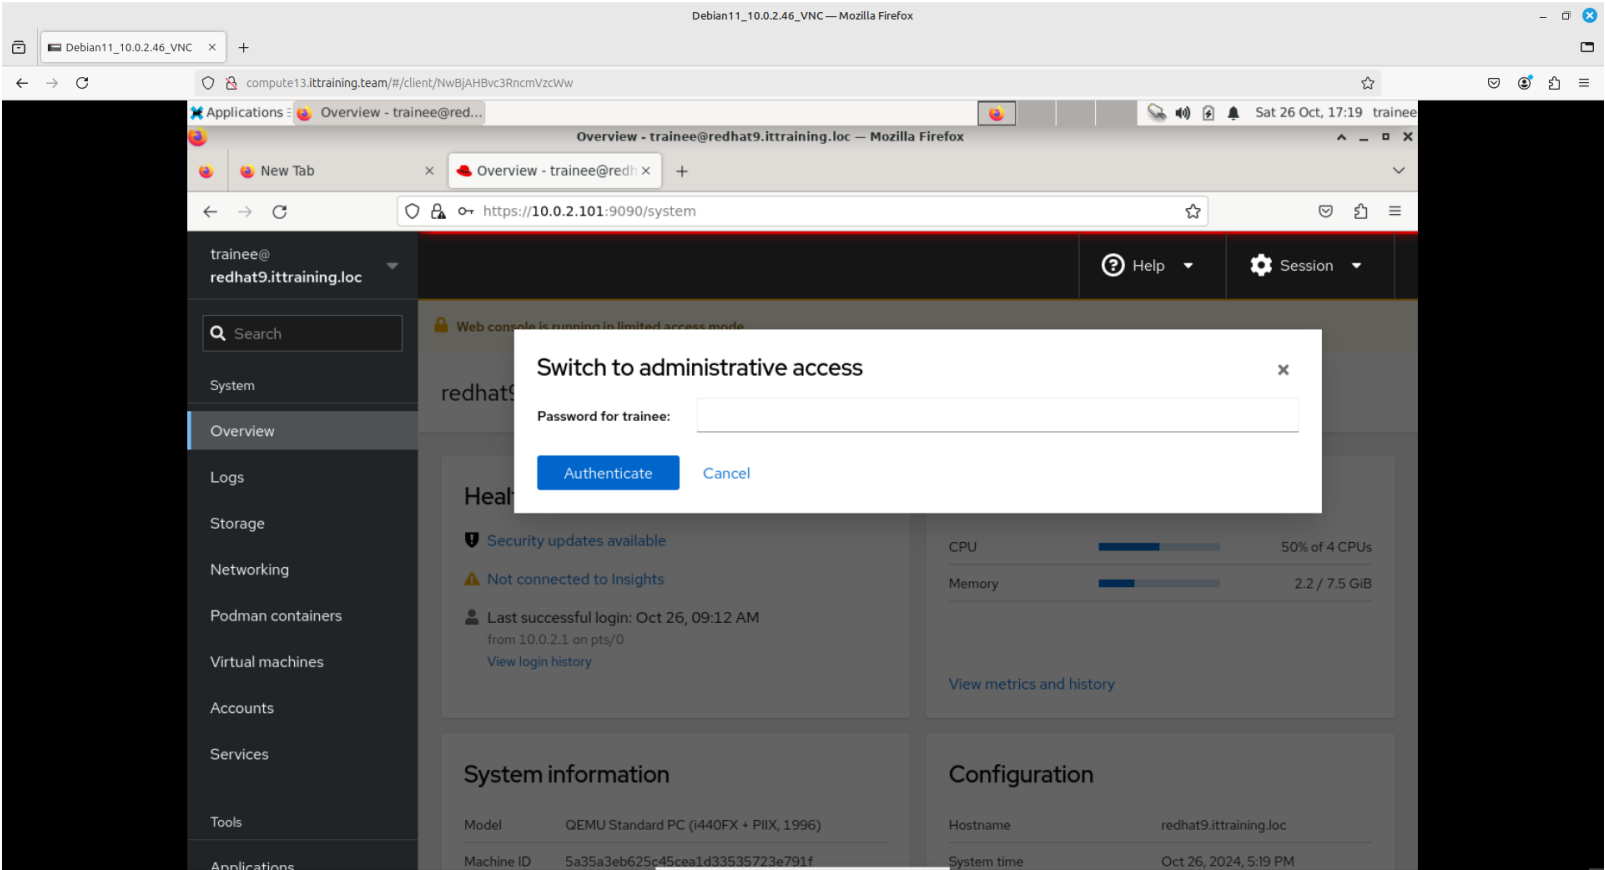 Debian11_10.0.2.46_VNC — Mozilla Firefox
Debian11_10.0.2.46_VNC
compute13.ittraining.team/#/client/NwBjAHBvc3RncmVzcWw
Applications
Overview - trainee@red...
Sat 26 Oct, 17:19 trainee
Overview - trainee@redhat9.ittraining.loc — Mozilla Firefox
New Tab
Overview - trainee@redh
https://10.0.2.101:9090/system
trainee@
redhat9.ittraining.loc
Help
Session
Search
Web console is running in limited access mode.
Switch to administrative access
redhat9
Password for trainee:
System
Overview
Authenticate
Cancel
Logs
Heal
Storage
Security updates available
CPU
50% of 4 CPUs
Networking
Not connected to Insights
Memory
2.2 / 7.5 GiB
Podman containers
Last successful login: Oct 26, 09:12 AM
from 10.0.2.1 on pts/0
View login history
Virtual machines
View metrics and history
Accounts
Services
System information
Configuration
Tools
Model
QEMU Standard PC (i440FX + PIIX, 1996)
Hostname
redhat9.ittraining.loc
Applications
Machine ID
5a35a3eb625c45cea1d33535723e791f
System time
Oct 26, 2024, 5:19 PM